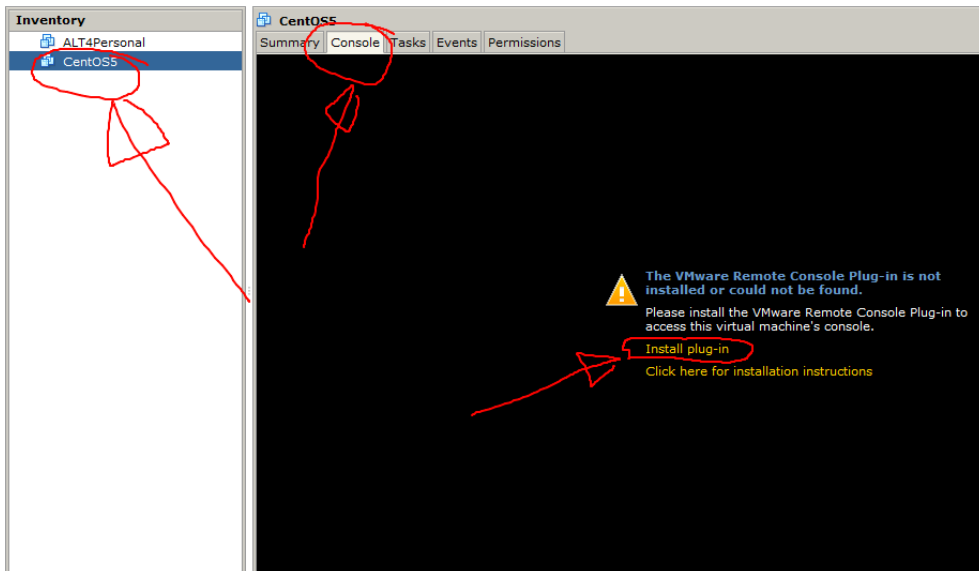 Inventory
ALT4Personal
CentOS5
CentOS5
Summary Console Tasks Events Permissions
The VMware Remote Console Plug-in is not
installed or could not be found.
Please install the VMware Remote Console Plug-in to
access this virtual machine's console.
Install plug-in
Click here for installation instructions